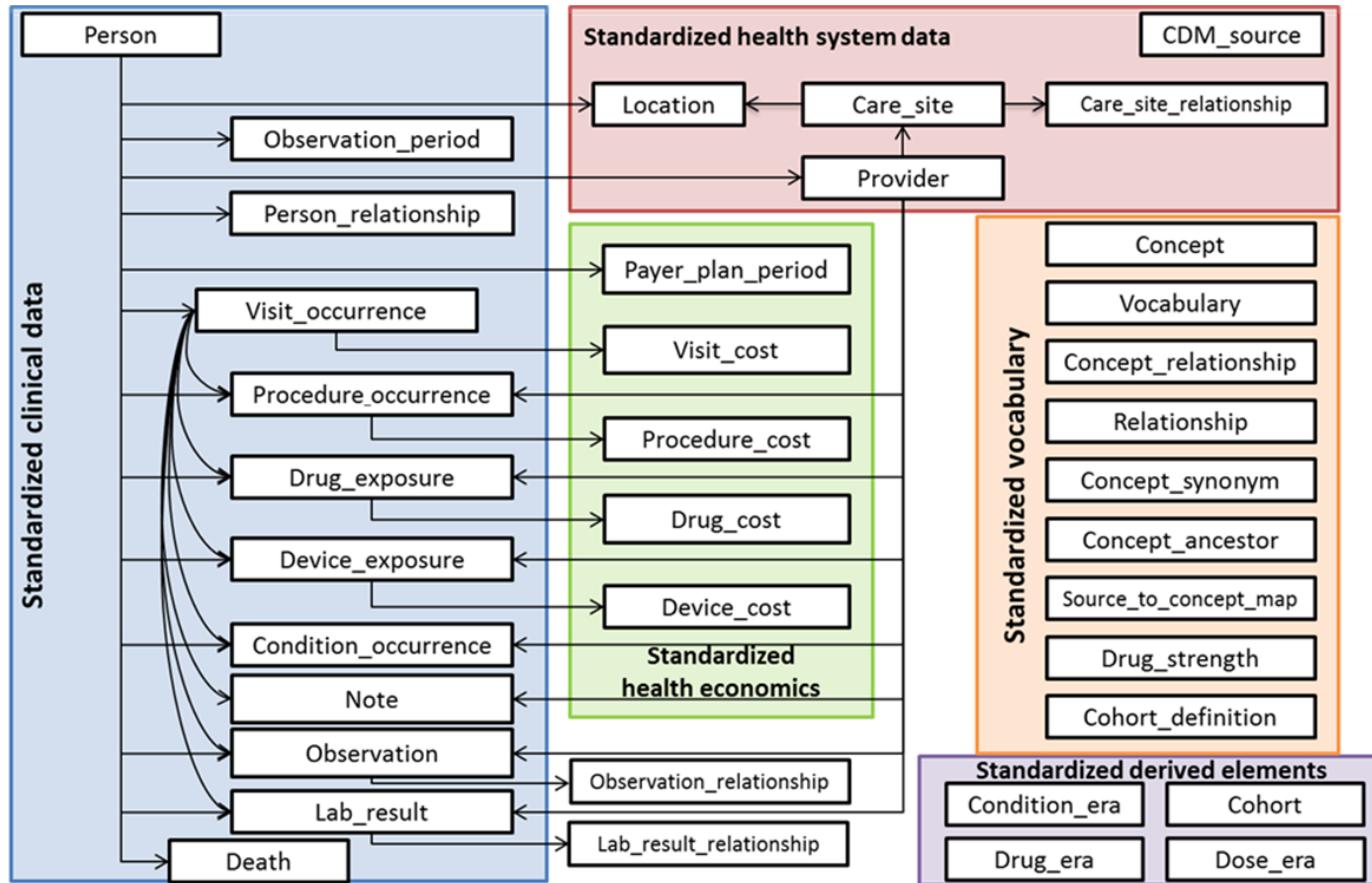 Person
Standardized health system data
CDM_source
Location
Care_site
Care_site_relationship
Observation_period
Provider
Person_relationship
Standardized clinical data
Payer_plan_period
Visit_occurrence
Visit_cost
Procedure_occurrence
Procedure_cost
Drug_exposure
Drug_cost
Device_exposure
Device_cost
Condition_occurrence
Standardized
health economics
Note
Observation
Observation_relationship
Lab_result
Lab_result_relationship
Death
Standardized vocabulary
Concept
Vocabulary
Concept_relationship
Relationship
Concept_synonym
Concept_ancestor
Source_to_concept_map
Drug_strength
Cohort_definition
Standardized derived elements
Condition_era
Cohort
Drug_era
Dose_era